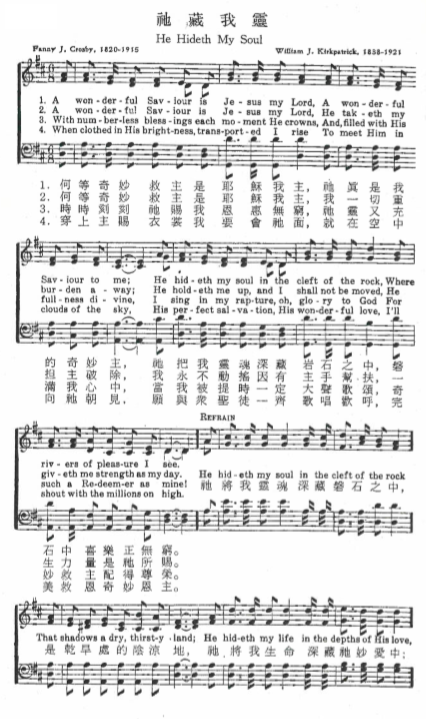 祂藏我靈
He Hideth My Soul
Fanny J. Crosby, 1820-1915 William J. Kirkpatrick, 1838-1921
1. A won-der-ful Sav-iour is Je-sus my Lord, A won-der-ful
2. A won-der-ful Sav-iour is Je-sus my Lord, He tak-eth my
3. With num-ber-less bless-ings each mo-ment He crowns, And, filled with His
4. When clothed in His bright-ness, trans-port-ed I rise To meet Him in
1. 何等奇妙救主是耶穌我主, 祂真是我
2. 何等奇妙救主是耶穌我主, 我一切重
3. 時時刻刻祂賜我恩惠無窮, 祂靈又充
4. 穿上主賜衣裳我要會祂面, 就在空中
Sav-iour to me; He hid-eth my soul in the cleft of the rock, Where
bur-den a-way; He hold-eth me up, and I shall not be moved, He
full-ness di-vine, I sing in my rap-ture, oh, glo-ry to God For
clouds of the sky, His per-fect sal-va-tion, His won-der-ful love, I'll
的奇妙主, 祂把我靈魂深藏岩石之中, 磐
担主破除, 我永不動搖因有主手幫扶, 一
滿我心中, 當我被提時一定大聲歌頌, 奇
向祂朝見, 願與衆聖徒一齊歌唱歡呼, 完
REFRAIN
riv-ers of pleas-ure I see.
giv-eth me strength as my day. He hid-eth my soul in the cleft of the rock
such a Re-deem-er as mine! 祂將我靈魂深藏磐石之中,
shout with the millions on high.
石中喜樂正無窮。
生力量是祂所賜。
妙救主配得尊榮。
美救恩奇妙恩主。
That shadows a dry, thirst-y land; He hid-eth my life in the depths of His love,
是乾旱處的陰涼地, 祂將我生命深藏祂妙愛中;